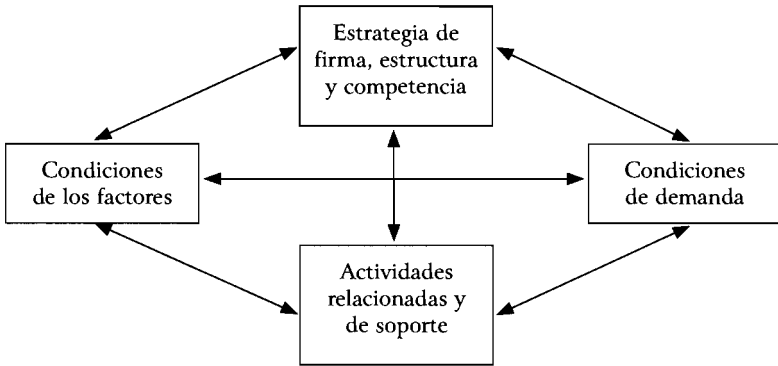 Estrategia de
firma, estructura
y competencia
Condiciones
de los factores
Condiciones
de demanda
Actividades
relacionadas y
de soporte